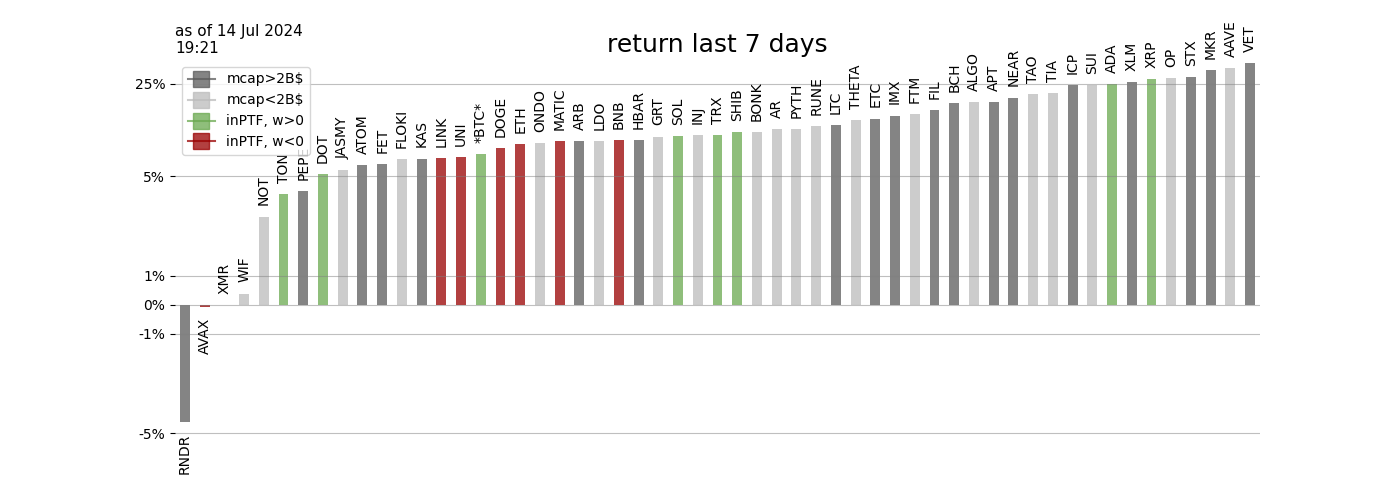 as of 14 Jul 2024
19:21
return last 7 days
mcap>2B$
mcap<2B$
inPTF, w>0
inPTF, w<0
25%
5%
1%
0%
-1%
-5%
RNDR
AVAX
XMR
WIF
NOT
TON
PEPE
DOT
JASMY
ATOM
FET
FLOKI
KAS
LINK
UNI
*BTC*
DOGE
ETH
ONDO
MATIC
ARB
LDO
BNB
HBAR
GRT
SOL
INJ
TRX
SHIB
BONK
AR
PYTH
RUNE
LTC
THETA
ETC
IMX
FTM
FIL
BCH
ALGO
APT
NEAR
TAO
TIA
ICP
SUI
ADA
XLM
XRP
OP
STX
MKR
AAVE
VET